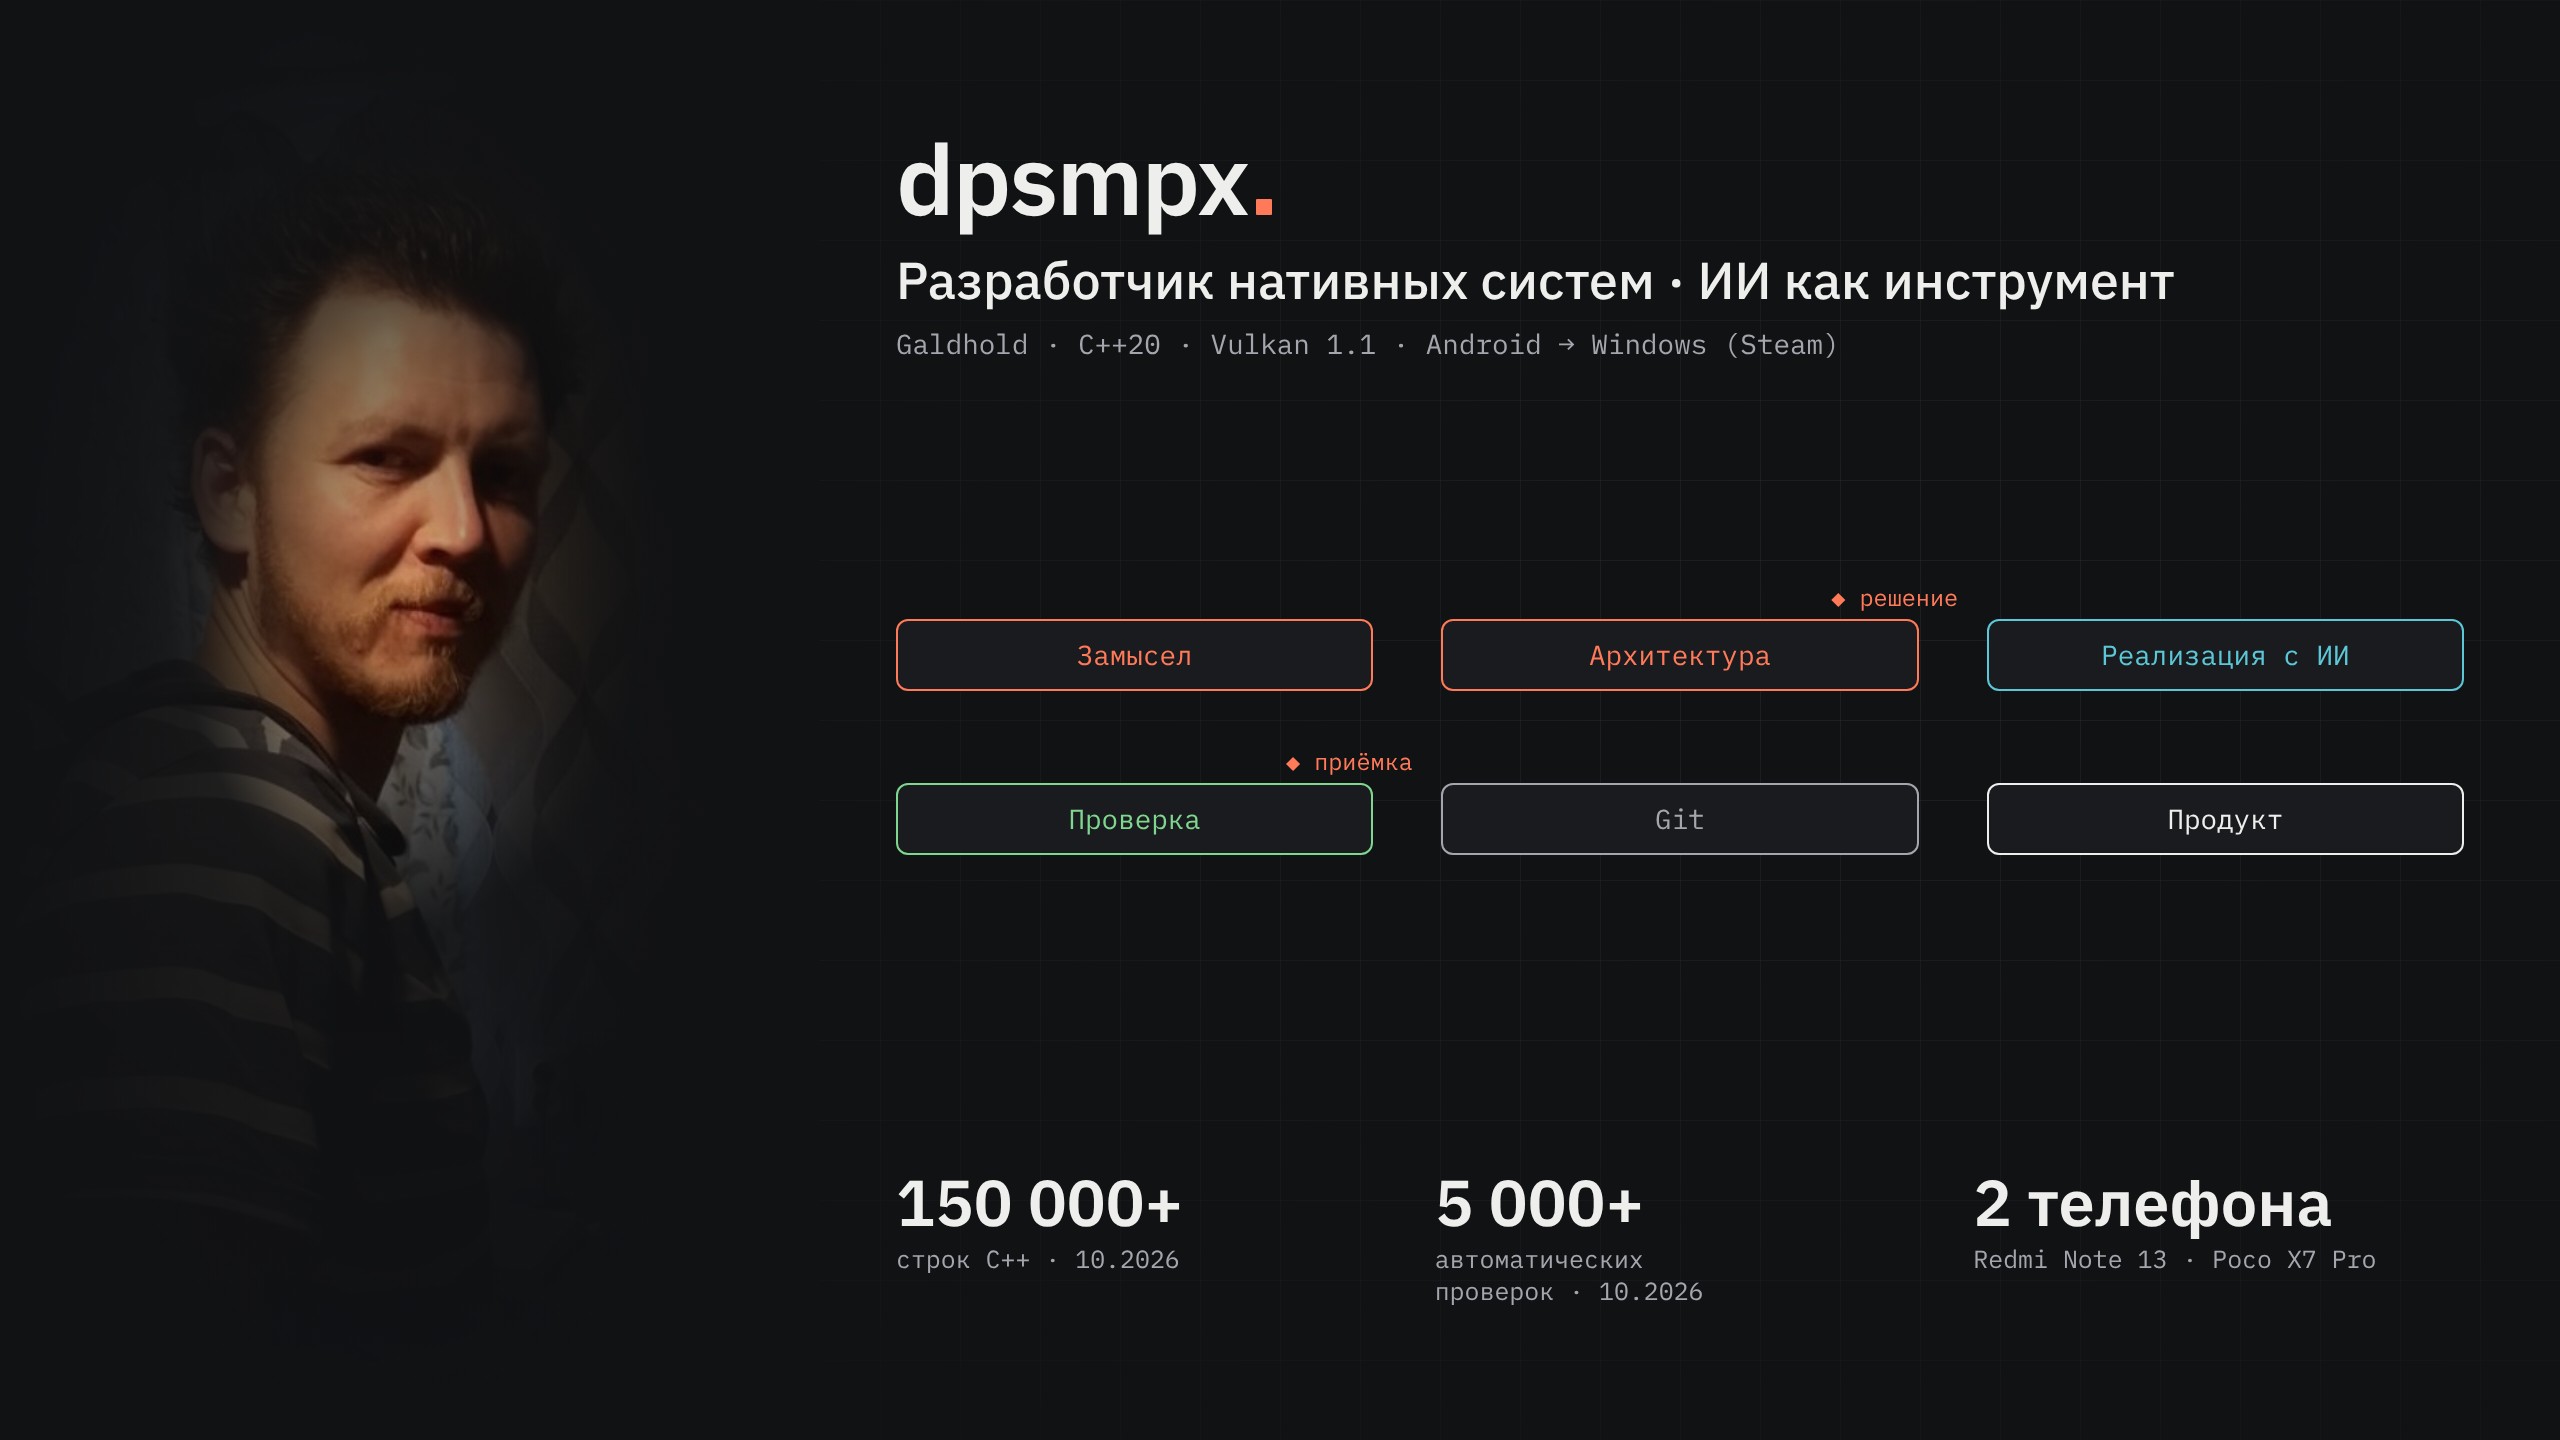 dpsmpx.
Разработчик нативных систем · ИИ как инструмент
Galdhold · C++20 · Vulkan 1.1 · Android → Windows (Steam)
◆ решение
Замысел
Архитектура
Реализация с ИИ
◆ приёмка
Проверка
Git
Продукт
150 000+
строк C++ · 10.2026
5 000+
автоматических
проверок · 10.2026
2 телефона
Redmi Note 13 · Poco X7 Pro